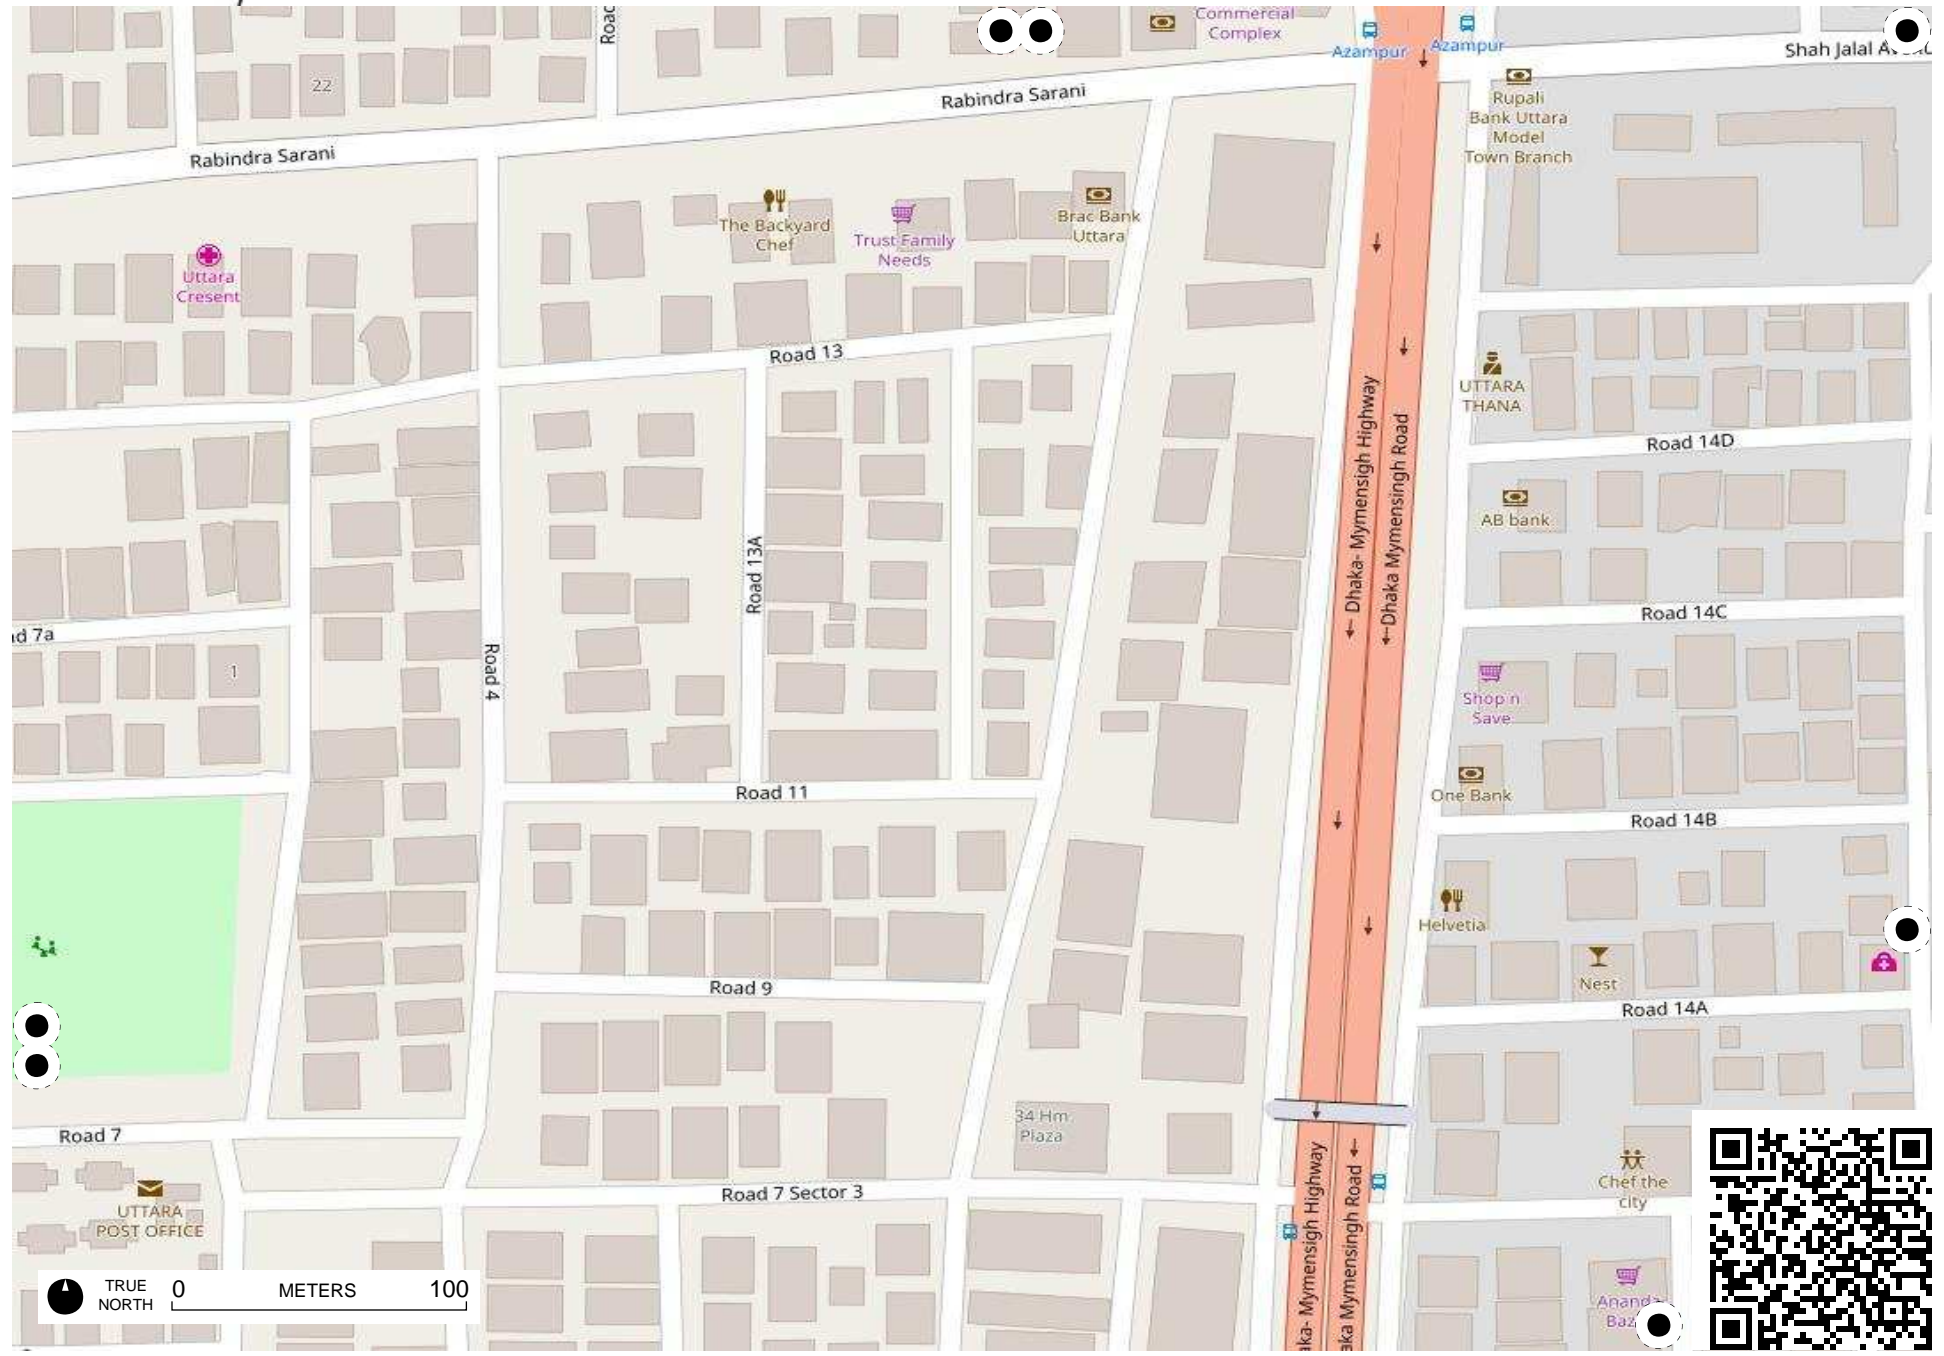 Commercial
Complex
Azampur
Azampur
Shah Jalal
22
Rabindra Sarani
Rabindra Sarani
Rupali
Bank Uttara
Model
Town Branch
The Backyard
Chef
Trust Family
Needs
Brac Bank
Uttara
Uttara
Cresent
Road 13
UTTARA
THANA
Dhaka- Mymensigh Highway
Dhaka Mymensingh Road
Road 14D
AB bank
Road 13A
Road 14C
7a
1
Road 4
Shop n
Save
Road 11
One Bank
Road 14B
Helvetia
Nest
Road 9
Road 14A
34 Hm
Plaza
Road 7
Road 7 Sector 3
UTTARA
POST OFFICE
Mymensigh Highway
Mymensingh Road
Chef the
city
TRUE
NORTH
0 METERS 100
Ananda